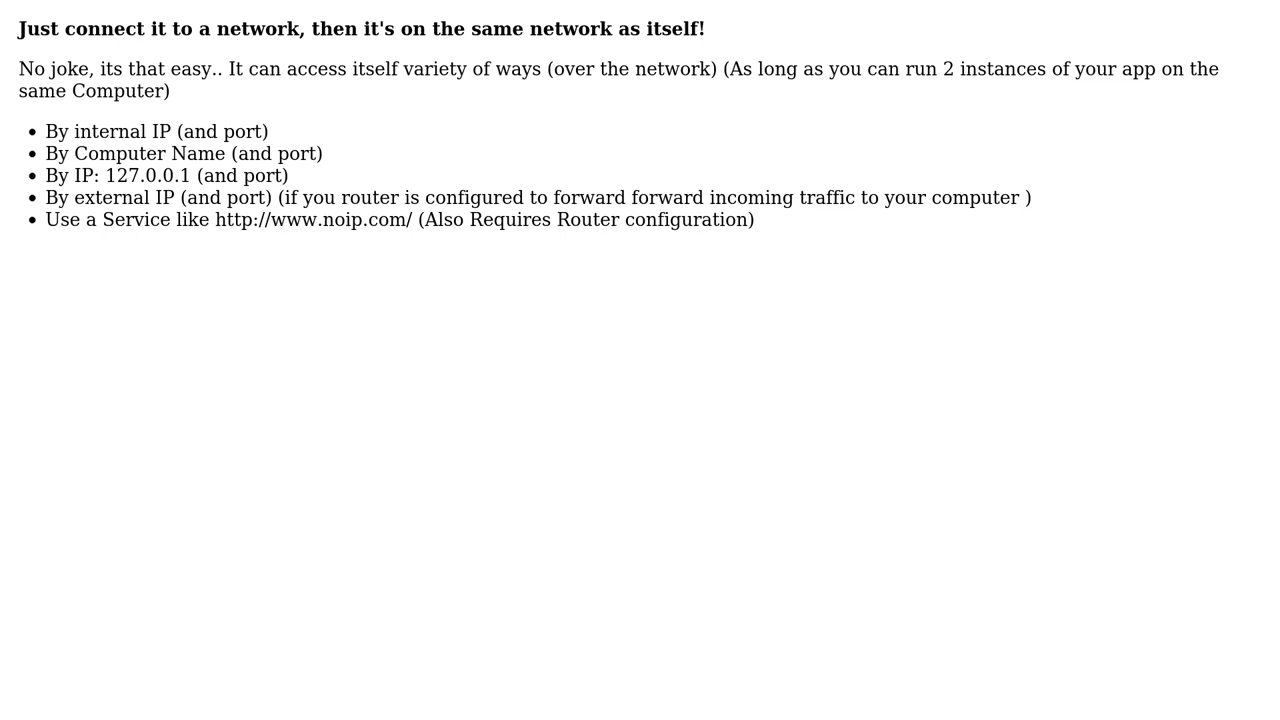 Just connect it to a network, then it's on the same network as itself!
No joke, its that easy.. It can access itself variety of ways (over the network) (As long as you can run 2 instances of your app on the
same Computer)
• By internal IP (and port)
• By Computer Name (and port)
• By IP: 127.0.0.1 (and port)
• By external IP (and port) (if you router is configured to forward forward incoming traffic to your computer )
• Use a Service like http://www.noip.com/ (Also Requires Router configuration)